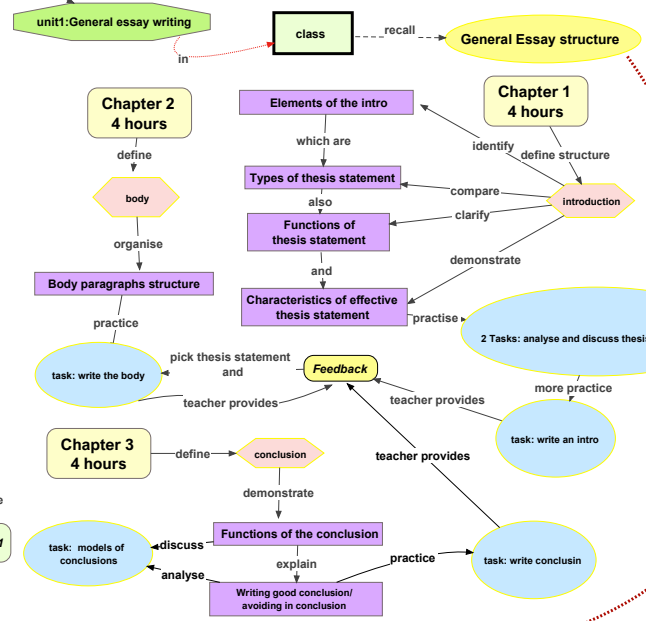 unit1:General essay writing
class
recall
General Essay structure
in
Chapter 2
4 hours
Elements of the intro
Chapter 1
4 hours
define
which are
identify
define structure
body
Types of thesis statement
compare
introduction
also
clarify
organise
Functions of
thesis statement
and
demonstrate
Body paragraphs structure
Characteristics of effective
thesis statement
practise
practice
2 Tasks: analyse and discuss thesis
pick thesis statement
and
Feedback
task: write the body
more practice
teacher provides
teacher provides
task: write an intro
Chapter 3
4 hours
define
conclusion
teacher provides
demonstrate
e
Functions of the conclusion
discuss
task: models of
conclusions
explain
practice
task: write conclusin
analyse
Writing good conclusion/
avoiding in conclusion